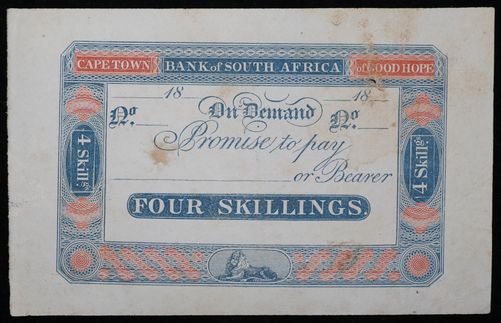 CAPE TOWN BANK of SOUTH AFRICA of GOOD HOPE
18 18
No. On Demand No.
Promise to pay
or Bearer
FOUR SKILLINGS.
4 Skillgs.
4 Skillgs.